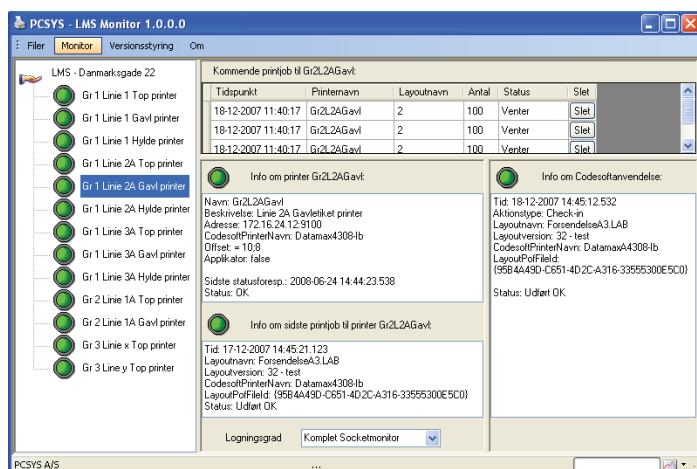 PCSYS - LMS Monitor 1.0.0.0
Filer Monitor Versionsstyring Om
LMS - Danmarksgade 22
Gr 1 Linie 1 Top printer
Gr 1 Linie 1 Gavl printer
Gr 1 Linie 1 Hylde printer
Gr 1 Linie 2A Top printer
Gr 1 Linie 2A Gavl printer
Gr 1 Linie 2A Hylde printer
Gr 1 Linie 3A Top printer
Gr 1 Linie 3A Gavl printer
Gr 1 Linie 3A Hylde printer
Gr 2 Linie 1A Top printer
Gr 2 Linie 1A Gavl printer
Gr 3 Linie x Top printer
Gr 3 Line y Top printer
Kommende printjob til Gr2L2AGavl:
Tidspunkt Printernavn Layoutnavn Antal Status Slet
18-12-2007 11:40:17 Gr2L2AGavl 2 100 Venter Slet
18-12-2007 11:40:17 Gr2L2AGavl 2 100 Venter Slet
18-12-2007 11:40:17 Gr2L2AGavl 2 100 Venter Slet
Info om printer Gr2L2AGavl:
Navn: Gr2L2AGavl
Beskrivelse: Linie 2A Gavletiket printer
Adresse: 172.16.24.12:9100
CodesoftPrinterNavn: Datamax4308-lb
Offset: = 10;8
Applikator: false
Sidste statusforesp.: 2008-06-24 14:44:23.538
Status: OK
Info om sidste printjob til printer Gr2L2AGavl:
Tid: 17-12-2007 14:45:21.123
Layoutnavn: ForsendelseA3.LAB
Layoutversion: 32 - test
CodesoftPrinterNavn: Datamax4308-lb
LayoutPofFileId: {95B4A49D-C651-4D2C-A316-33555300E5C0}
Status: Udført OK
Logningsgrad Komplet Socketmonitor
Info om Codesoftanvendelse:
Tid: 18-12-2007 14:45:12.532
Aktionstype: Check-in
Layoutnavn: ForsendelseA3.LAB
Layoutversion: 32 - test
CodesoftPrinterNavn: DatamaxA4308-lb
LayoutPofFileId:
{95B4A49D-C651-4D2C-A316-33555300E5C0}
Status: Udført OK
PCSYS A/S ...